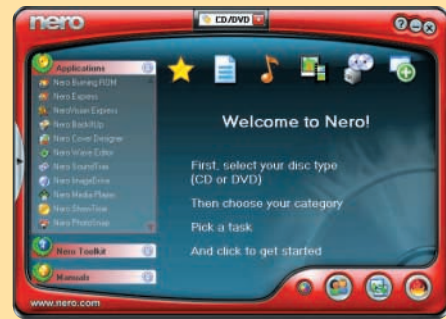 nero
CD/DVD
Applications
Nero Burning ROM
Nero Express
NeroVision Express
Nero BackItUp
Nero Cover Designer
Nero Wave Editor
Nero SoundTrax
Nero ImageDrive
Nero Media Player
Nero ShowTime
Nero PhotoSnap
Nero Toolkit
Manuals
Welcome to Nero!
First, select your disc type
(CD or DVD)
Then choose your category
Pick a task
And click to get started
www.nero.com